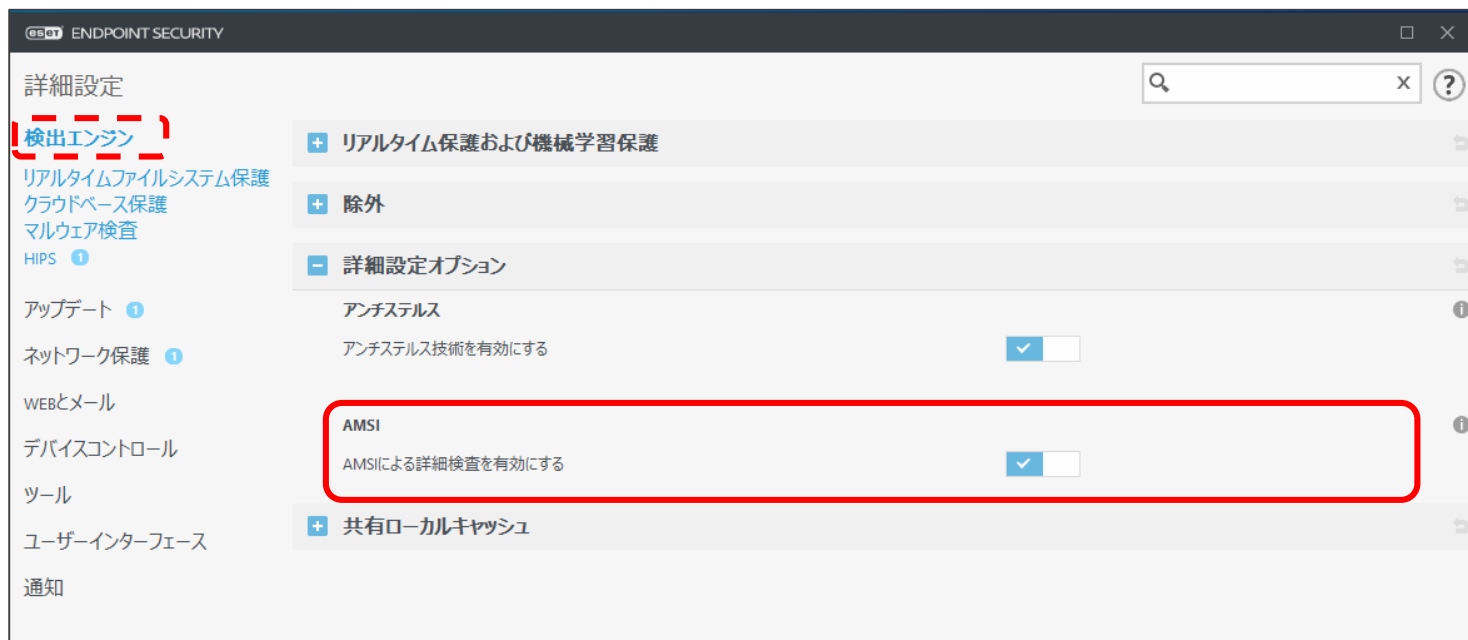 eset ENDPOINT SECURITY
詳細設定
x
?
検出エンジン
リアルタイムファイルシステム保護
クラウドベース保護
マルウェア検査
HIPS 1
アップデート 1
ネットワーク保護 1
WEBとメール
デバイスコントロール
ツール
ユーザーインターフェース
通知
リアルタイム保護および機械学習保護
除外
詳細設定オプション
アンチステルス
アンチステルス技術を有効にする
AMSI
AMSIによる詳細検査を有効にする
共有ローカルキャッシュ